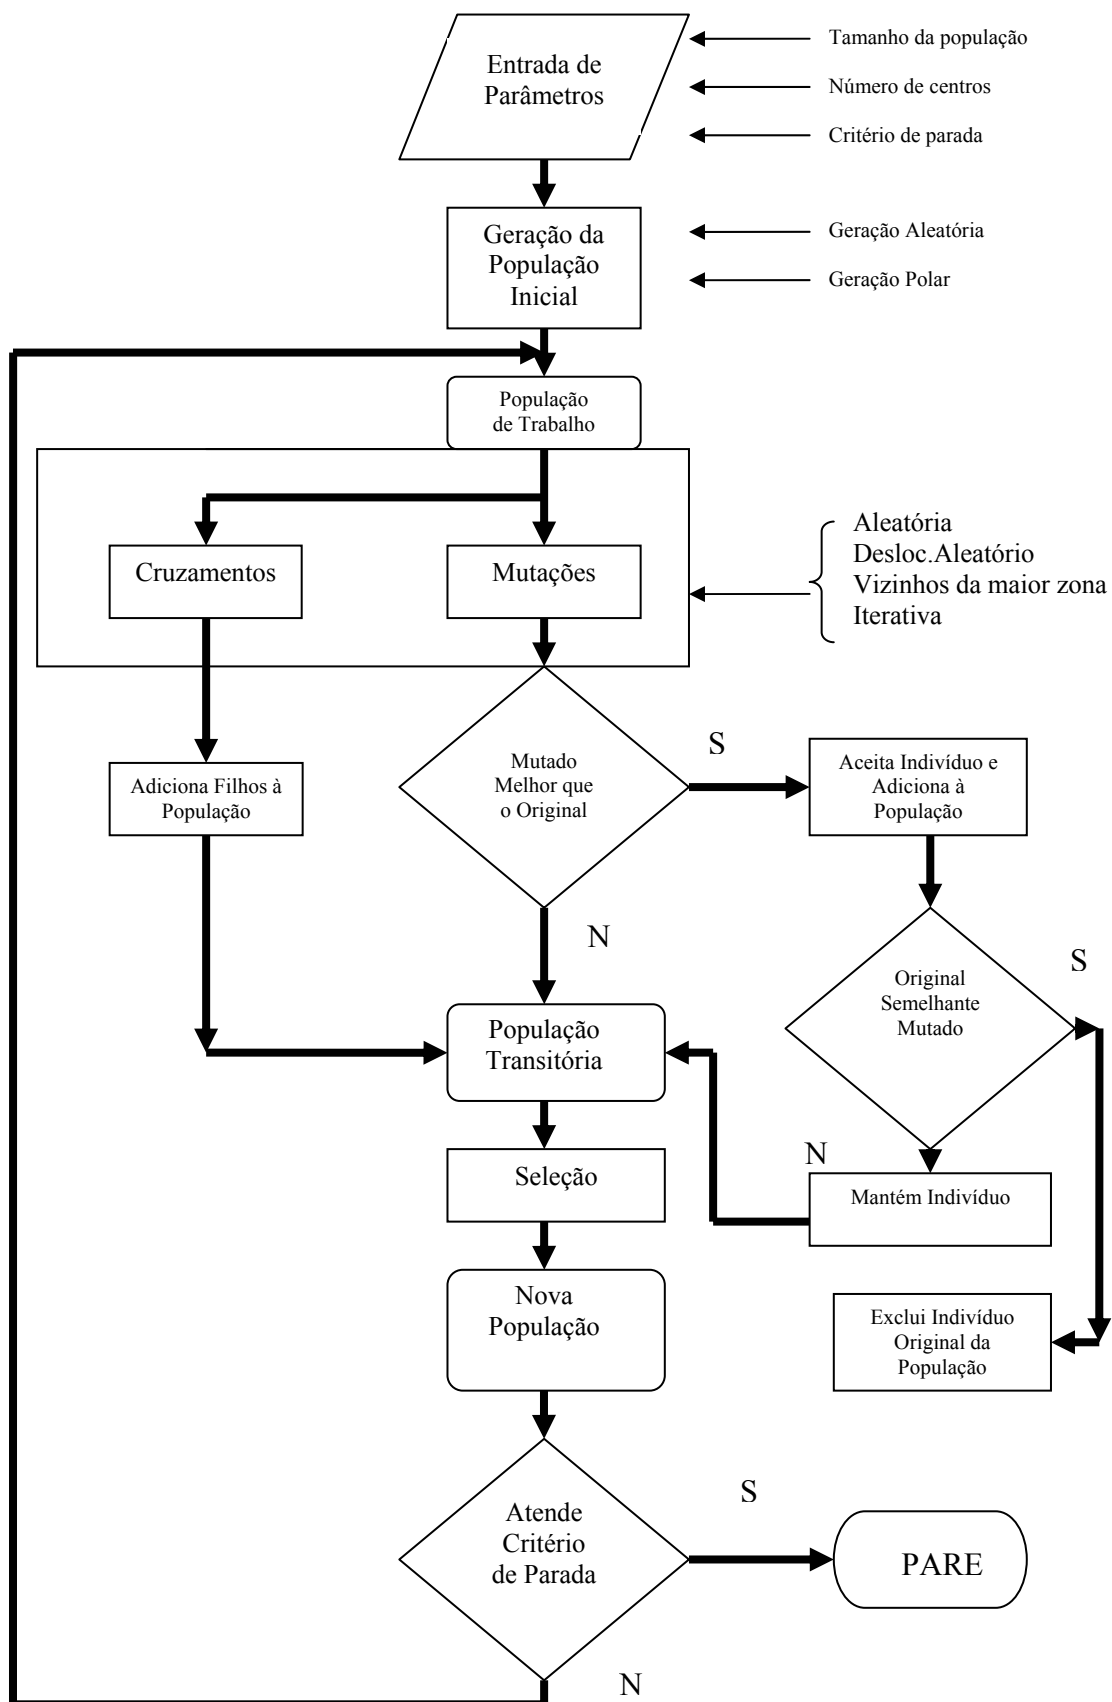 Entrada de
Parâmetros
Tamanho da população
Número de centros
Critério de parada
Geração da
População
Inicial
Geração Aleatória
Geração Polar
População
de Trabalho
Cruzamentos
Mutações
Aleatória
Desloc.Aleatório
Vizinhos da maior zona
Iterativa
Adiciona Filhos à
População
Mutado
Melhor que
o Original
S
Aceita Indivíduo e
Adiciona à
População
N
Original
Semelhante
Mutado
S
População
Transitória
N
Seleção
Mantém Indivíduo
Nova
População
Exclui Indivíduo
Original da
População
Atende
Critério
de Parada
S
PARE
N